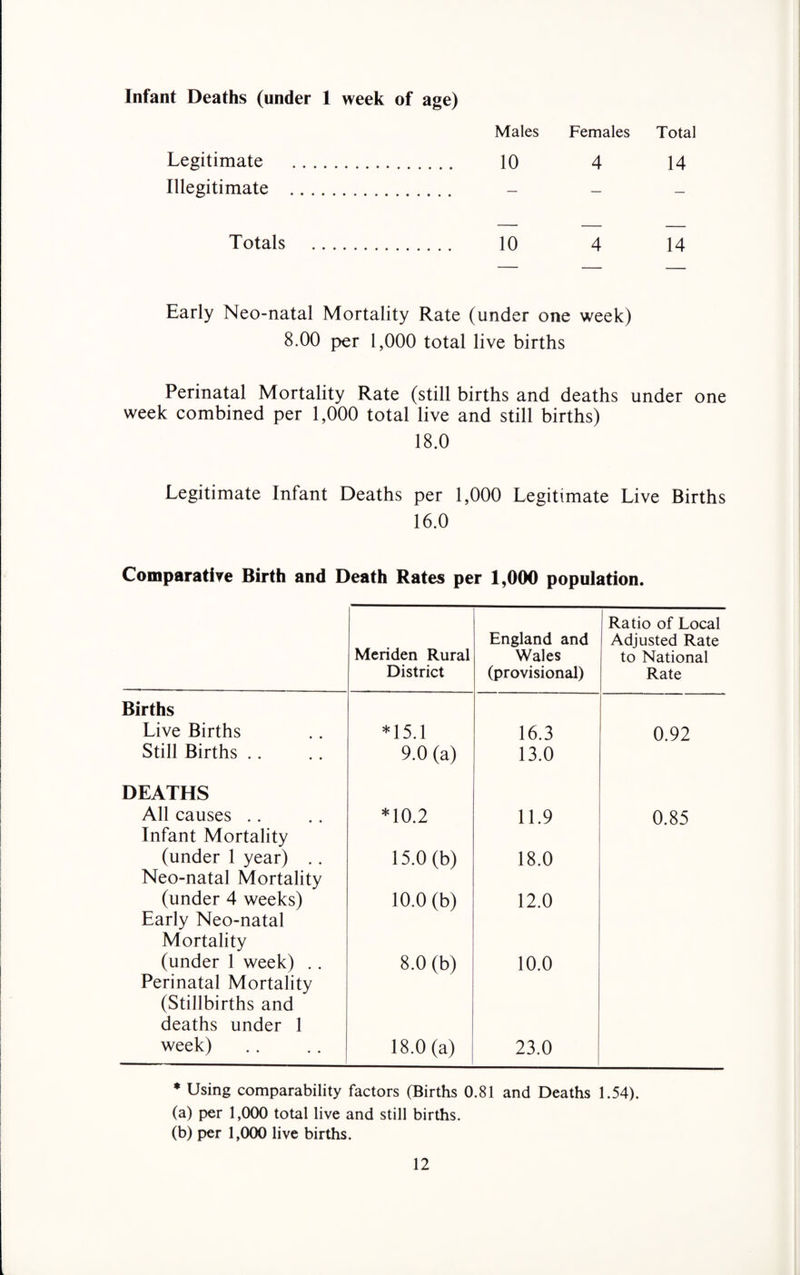 Infant Deaths (under 1 week of age)
Males Females Total
Legitimate .................. 10 4 14
Illegitimate .................. – – –
Totals .............. 10 4 14
Early Neo-natal Mortality Rate (under one week)
8.00 per 1,000 total live births
Perinatal Mortality Rate (still births and deaths under one
week combined per 1,000 total live and still births)
18.0
Legitimate Infant Deaths per 1,000 Legitimate Live Births
16.0
Comparative Birth and Death Rates per 1,000 population.
Meriden Rural District | England and Wales (provisional) | Ratio of Local Adjusted Rate to National Rate
Births
Live Births .. *15.1 16.3 0.92
Still Births .. .. 9.0 (a) 13.0
DEATHS
All causes .. .. *10.2 11.9 0.85
Infant Mortality
(under 1 year) .. 15.0 (b) 18.0
Neo-natal Mortality
(under 4 weeks) 10.0 (b) 12.0
Early Neo-natal
Mortality
(under 1 week) .. 8.0 (b) 10.0
Perinatal Mortality
(Stillbirths and
deaths under 1
week) .. .. 18.0 (a) 23.0
* Using comparability factors (Births 0.81 and Deaths 1.54).
(a) per 1,000 total live and still births.
(b) per 1,000 live births.
12